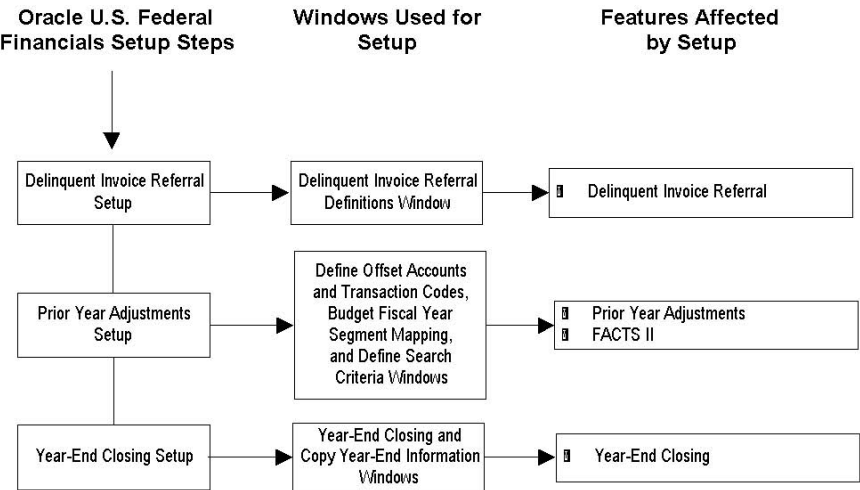 Oracle U.S. Federal
Financials Setup Steps
Windows Used for
Setup
Features Affected
by Setup
Delinquent Invoice Referral
Setup
Delinquent Invoice Referral
Definitions Window
Delinquent Invoice Referral
Prior Year Adjustments
Setup
Define Offset Accounts
and Transaction Codes,
Budget Fiscal Year
Segment Mapping,
and Define Search
Criteria Windows
Prior Year Adjustments
FACTS II
Year-End Closing Setup
Year-End Closing and
Copy Year-End Information
Windows
Year-End Closing